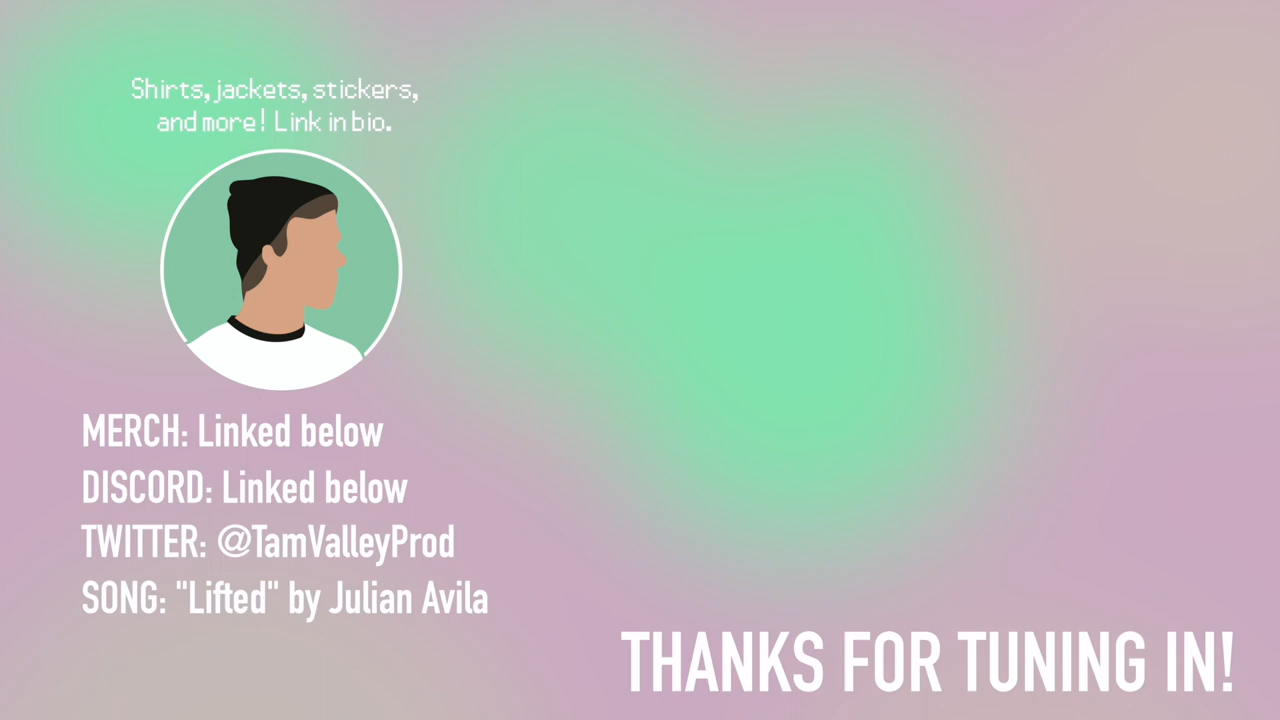 Shirts, jackets, stickers,
and more! Link in bio.
MERCH: Linked below
DISCORD: Linked below
TWITTER: @TamValleyProd
SONG: "Lifted" by Julian Avila
THANKS FOR TUNING IN!